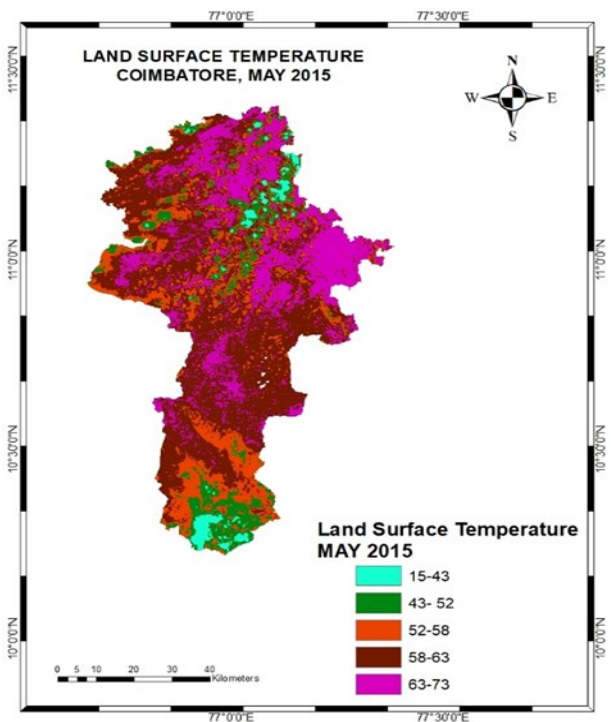 77°0'0"E 77°30'0"E
LAND SURFACE TEMPERATURE
COIMBATORE, MAY 2015
N
W E
S
11°30'0"N 11°30'0"N
11°0'0"N 11°0'0"N
10°30'0"N 10°30'0"N
10°0'0"N 10°0'0"N
Land Surface Temperature
MAY 2015
15-43
43- 52
52-58
58-63
63-73
0 5 10 20 30 40
Kilometers
77°0'0"E 77°30'0"E